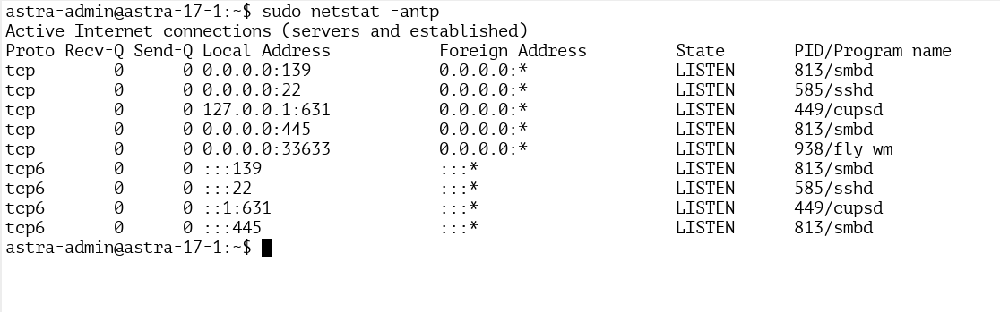 astra-admin@astra-17-1:~$ sudo netstat -antp
Active Internet connections (servers and established)
Proto Recv-Q Send-Q Local Address           Foreign Address         State       PID/Program name
tcp        0      0 0.0.0.0:139             0.0.0.0:*               LISTEN      813/smbd
tcp        0      0 0.0.0.0:22              0.0.0.0:*               LISTEN      585/sshd
tcp        0      0 127.0.0.1:631           0.0.0.0:*               LISTEN      449/cupsd
tcp        0      0 0.0.0.0:445             0.0.0.0:*               LISTEN      813/smbd
tcp        0      0 0.0.0.0:33633           0.0.0.0:*               LISTEN      938/fly-wm
tcp6       0      0 :::139                  :::*                    LISTEN      813/smbd
tcp6       0      0 :::22                   :::*                    LISTEN      585/sshd
tcp6       0      0 ::1:631                 :::*                    LISTEN      449/cupsd
tcp6       0      0 :::445                  :::*                    LISTEN      813/smbd
astra-admin@astra-17-1:~$